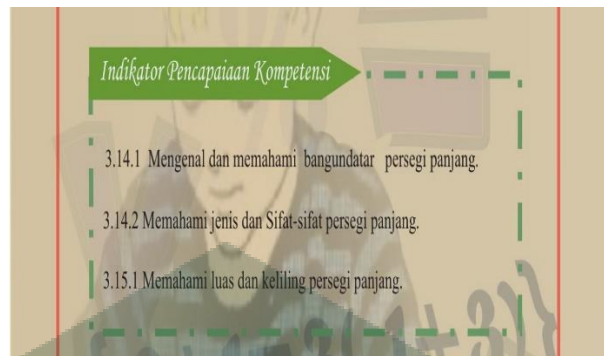 Indikator Pencapaiaan Kompetensi
3.14.1 Mengenal dan memahami bangundatar persegi panjang.
3.14.2 Memahami jenis dan Sifat-sifat persegi panjang.
3.15.1 Memahami luas dan keliling persegi panjang.